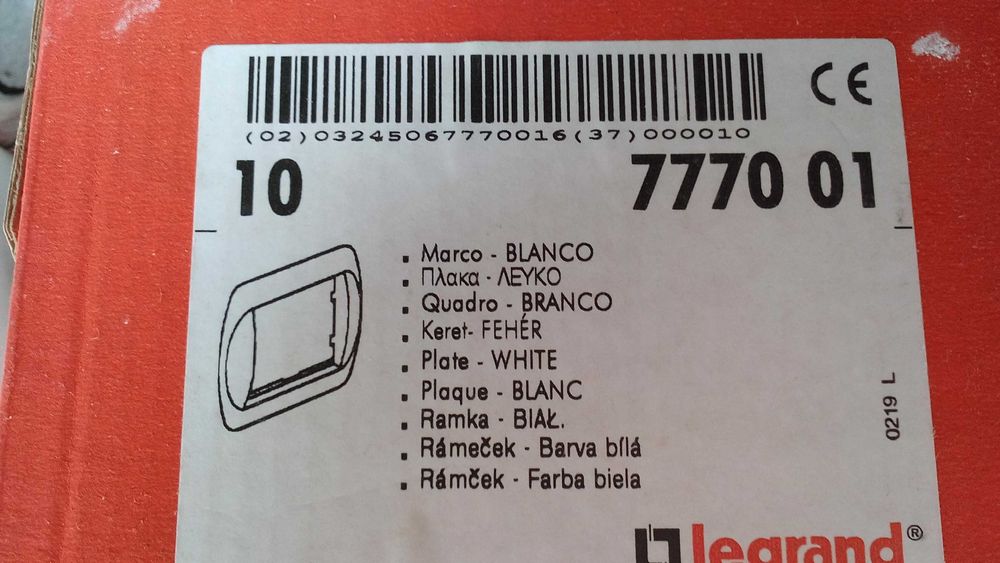 CE
(02)03245067770016(37)000010
10 7770 01
Marco - BLANCO
Πλακα - ΛΕΥΚΟ
Quadro - BRANCO
Keret- FEHÉR
Plate - WHITE
Plaque - BLANC
Ramka - BIAŁ.
Rámeček - Barva bílá
Rámček - Farba biela
0219 L
legrand®